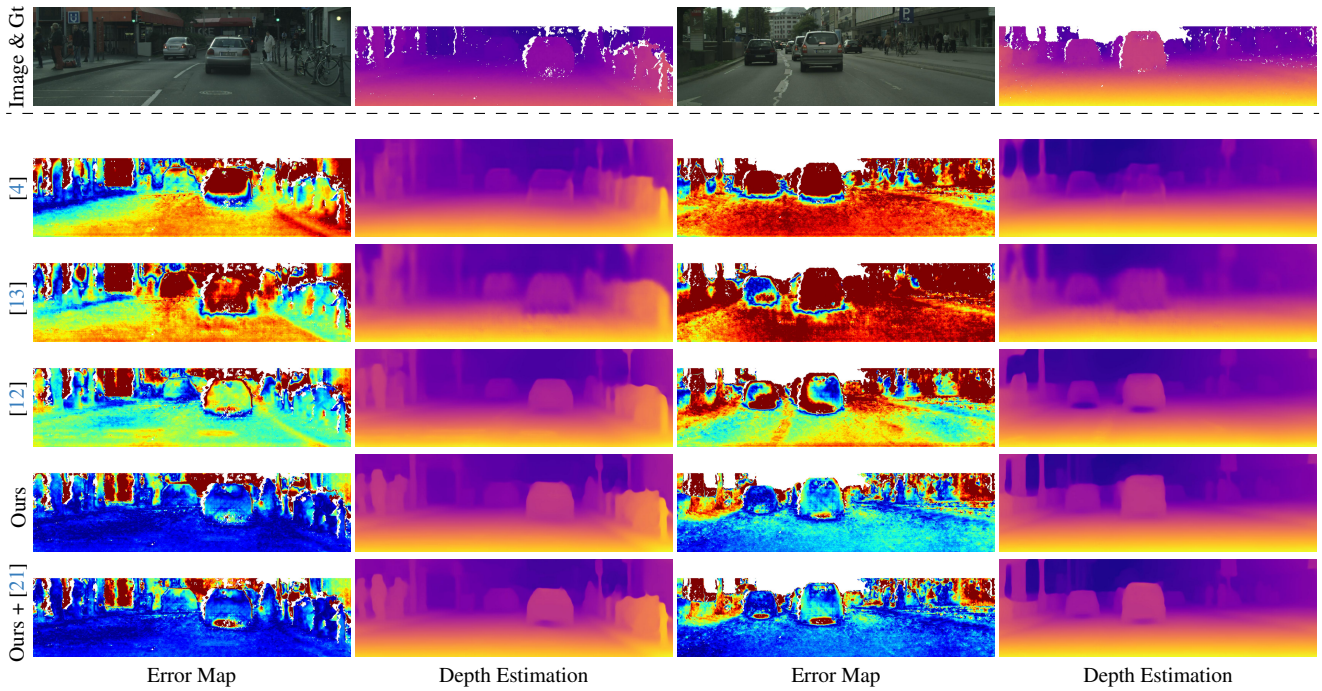 Image & Gt
[4]
[13]
[12]
Ours
Ours + [21]
Error Map Depth Estimation Error Map Depth Estimation
U
P